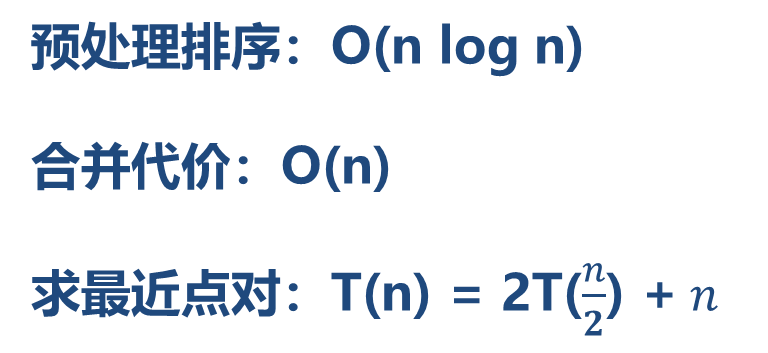 预处理排序：O(n log n)
合并代价：O(n)
求最近点对：T(n) = 2T(n/2) + n